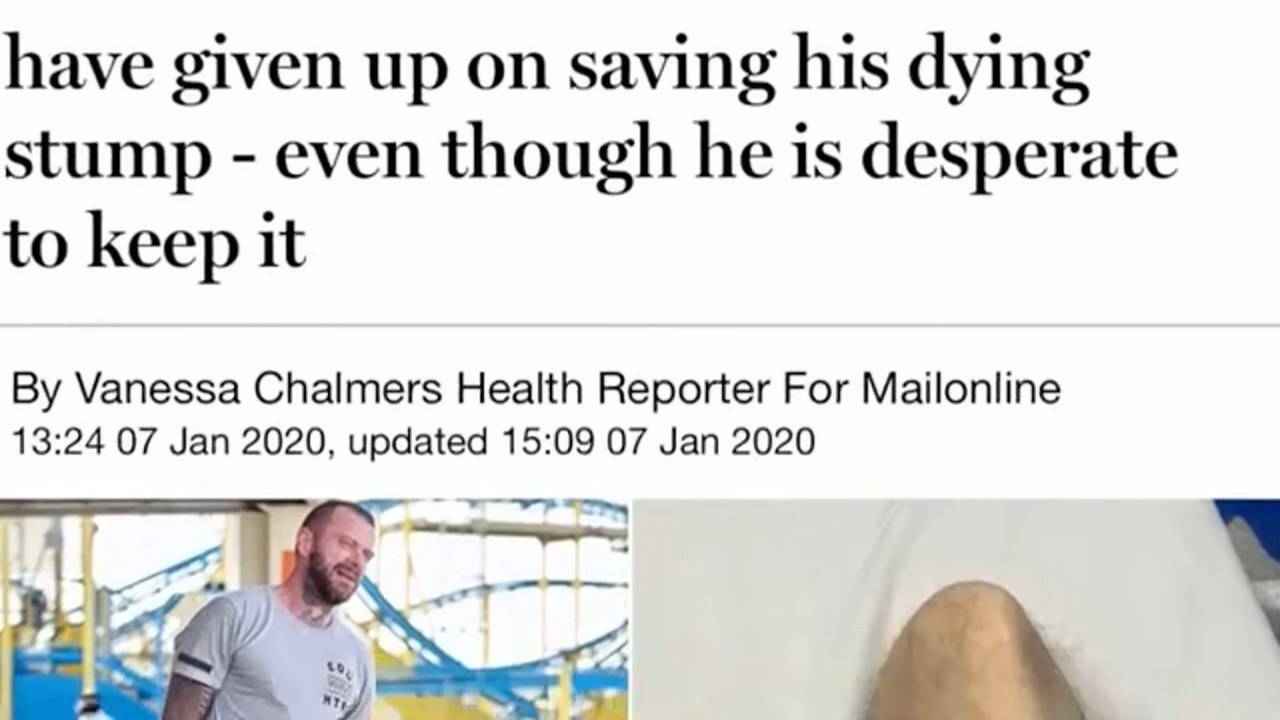 have given up on saving his dying
stump - even though he is desperate
to keep it
By Vanessa Chalmers Health Reporter For Mailonline
13:24 07 Jan 2020, updated 15:09 07 Jan 2020